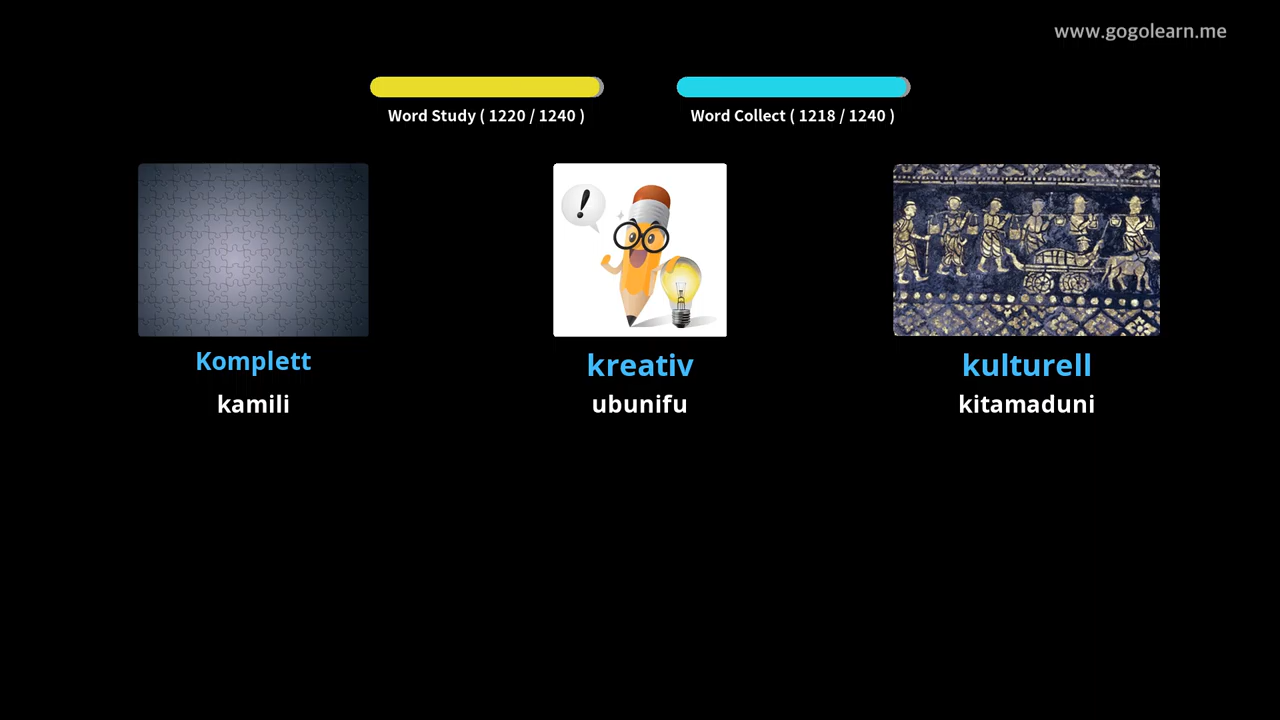 www.gogolearn.me
Word Study ( 1220 / 1240 )
Word Collect ( 1218 / 1240 )
!
Komplett
kreativ
kulturell
kamili
ubunifu
kitamaduni